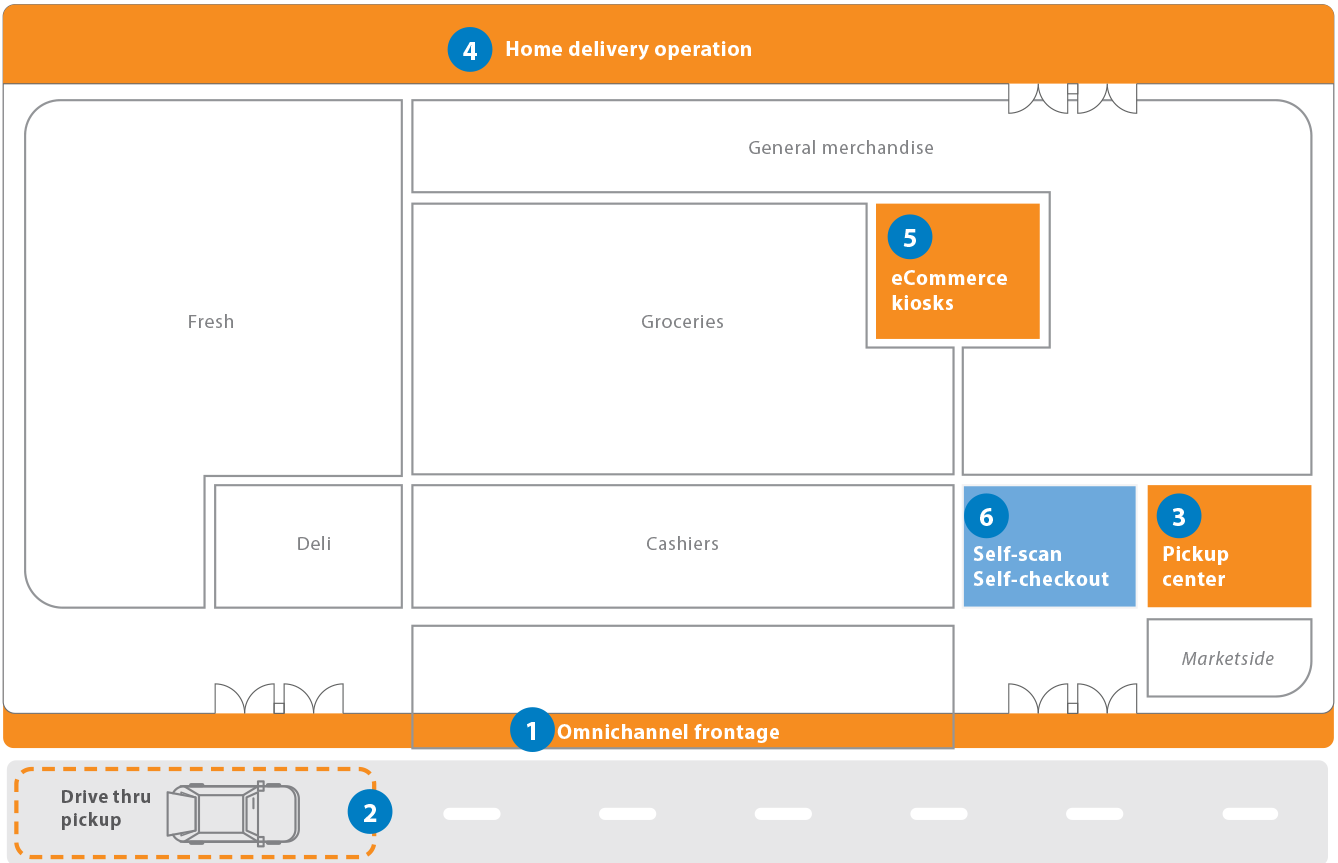 4 Home delivery operation
General merchandise
5
eCommerce
kiosks
Fresh
Groceries
Deli
Cashiers
6
Self-scan
Self-checkout
3
Pickup
center
Marketside
1 Omnichannel frontage
Drive thru
pickup
2